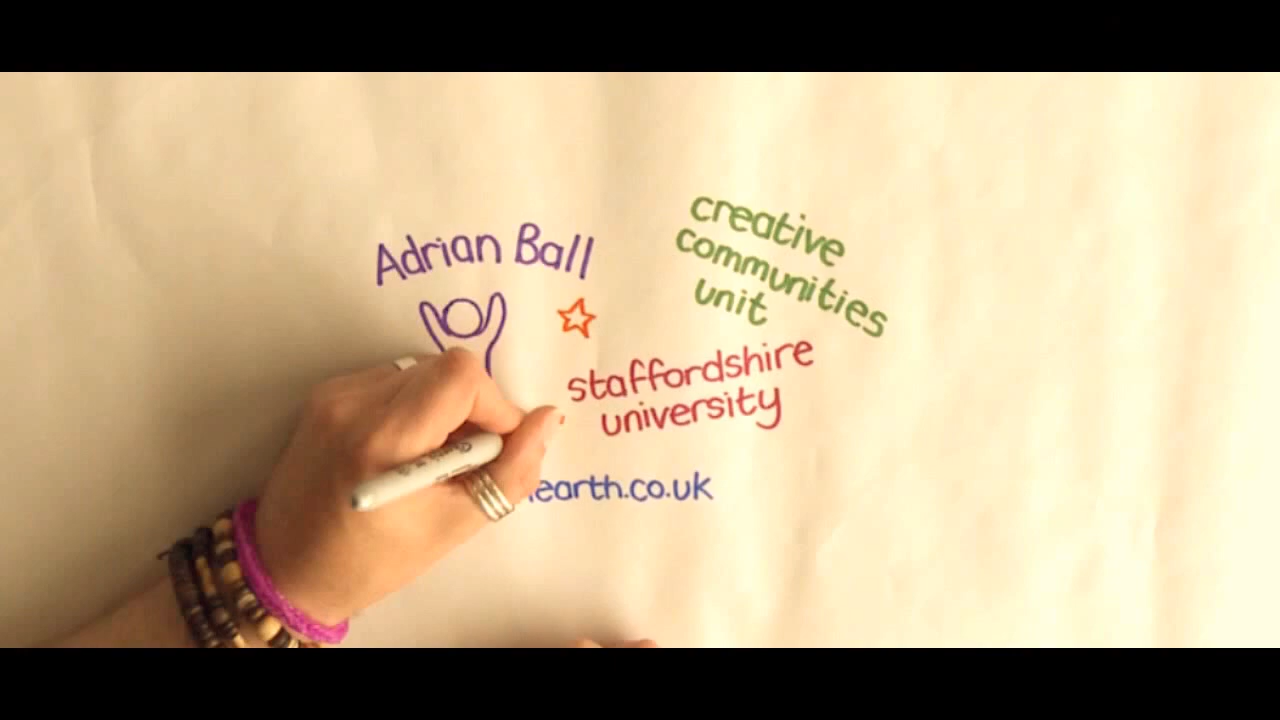 Adrian Ball
creative
communities
unit
staffordshire
university
earth.co.uk